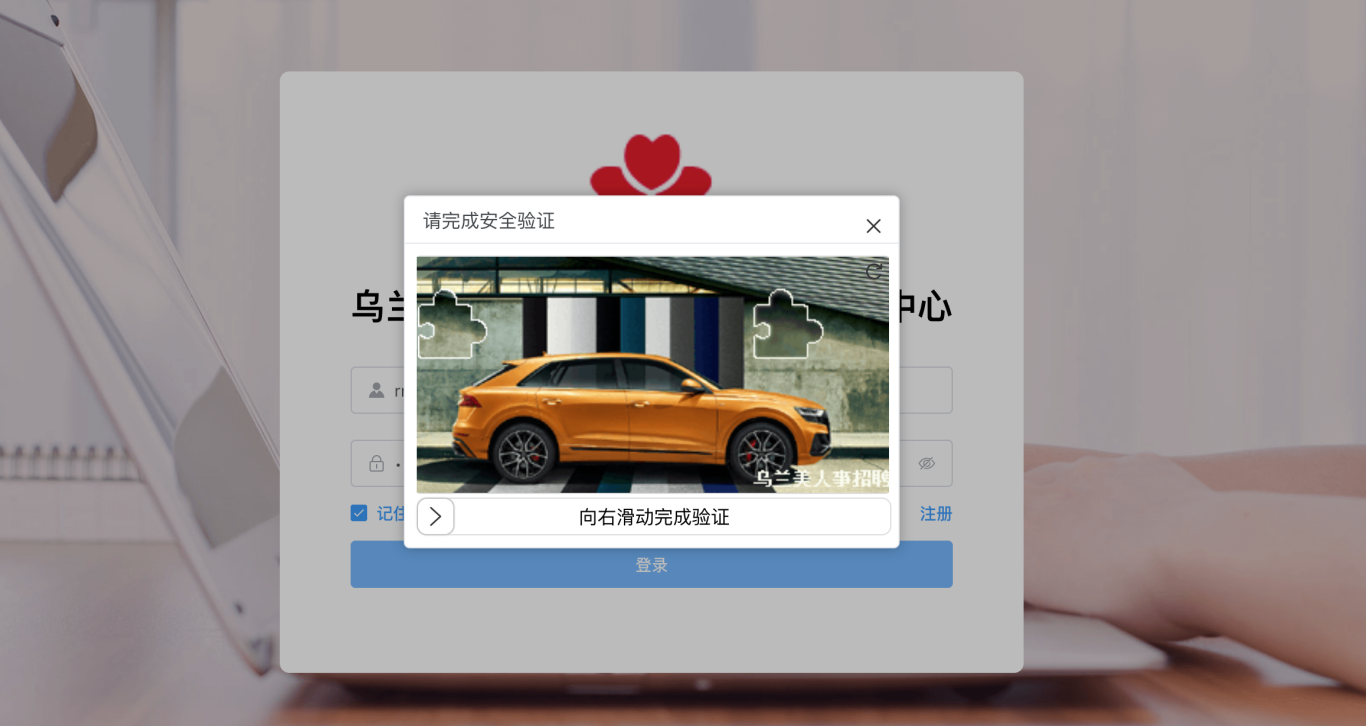 请完成安全验证
乌兰
中心
乌兰美人事招聘
向右滑动完成验证
记住
注册
登录